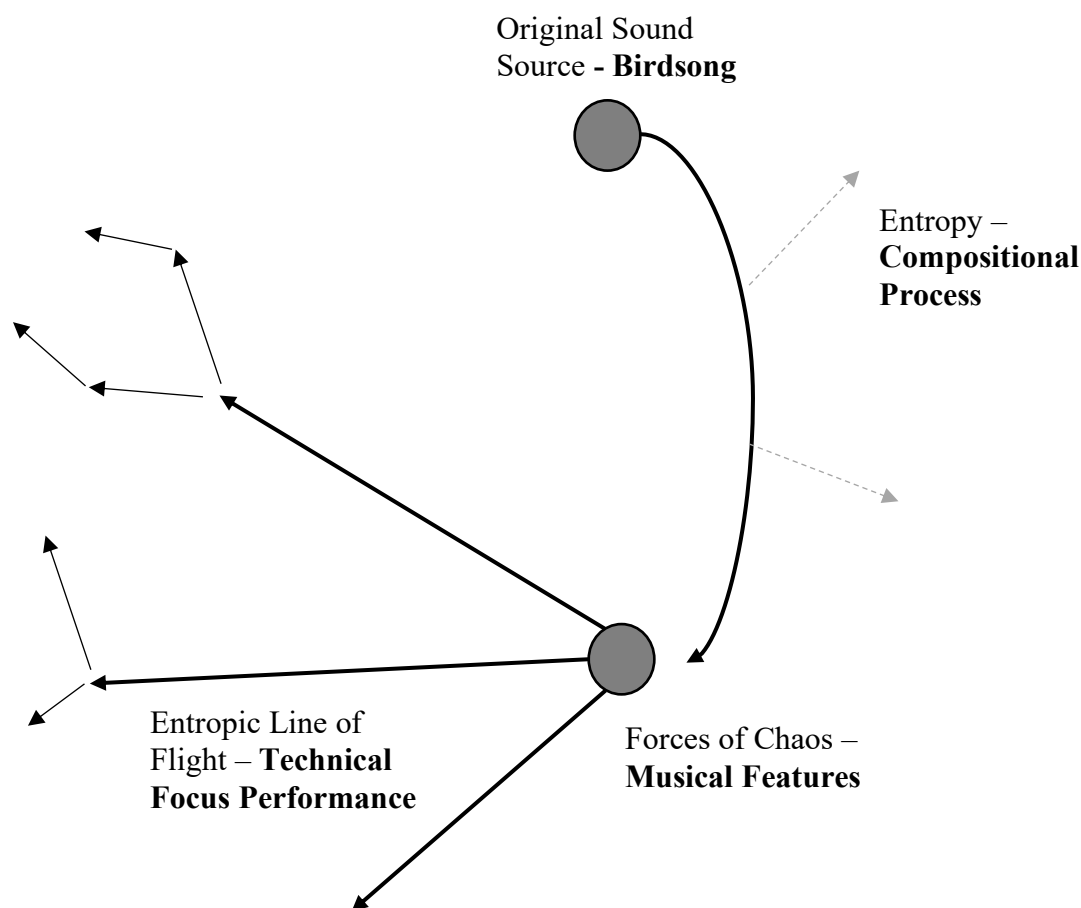 Original Sound
Source - Birdsong
Entropy –
Compositional
Process
Entropic Line of
Flight – Technical
Focus Performance
Forces of Chaos –
Musical Features